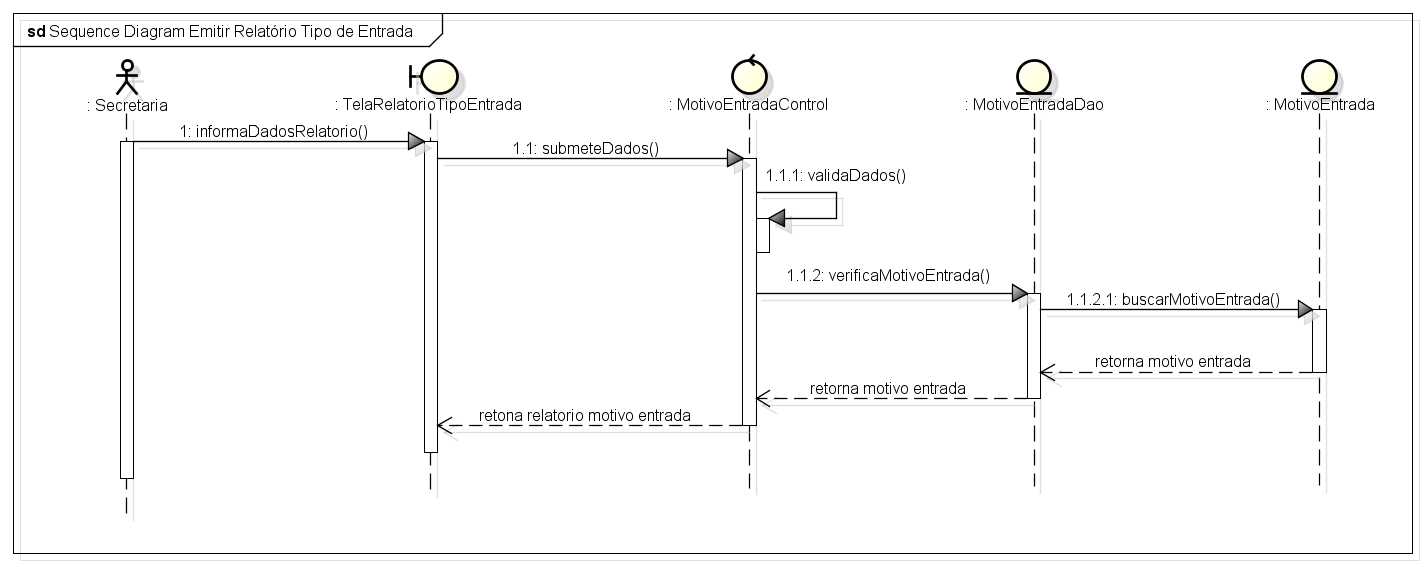 sd Sequence Diagram Emitir Relatório Tipo de Entrada
: Secretaria
: TelaRelatorioTipoEntrada
: MotivoEntradaControl
: MotivoEntradaDao
: MotivoEntrada
1: informaDadosRelatorio()
1.1: submeteDados()
1.1.1: validaDados()
1.1.2: verificaMotivoEntrada()
1.1.2.1: buscarMotivoEntrada()
retorna motivo entrada
retorna motivo entrada
retona relatorio motivo entrada